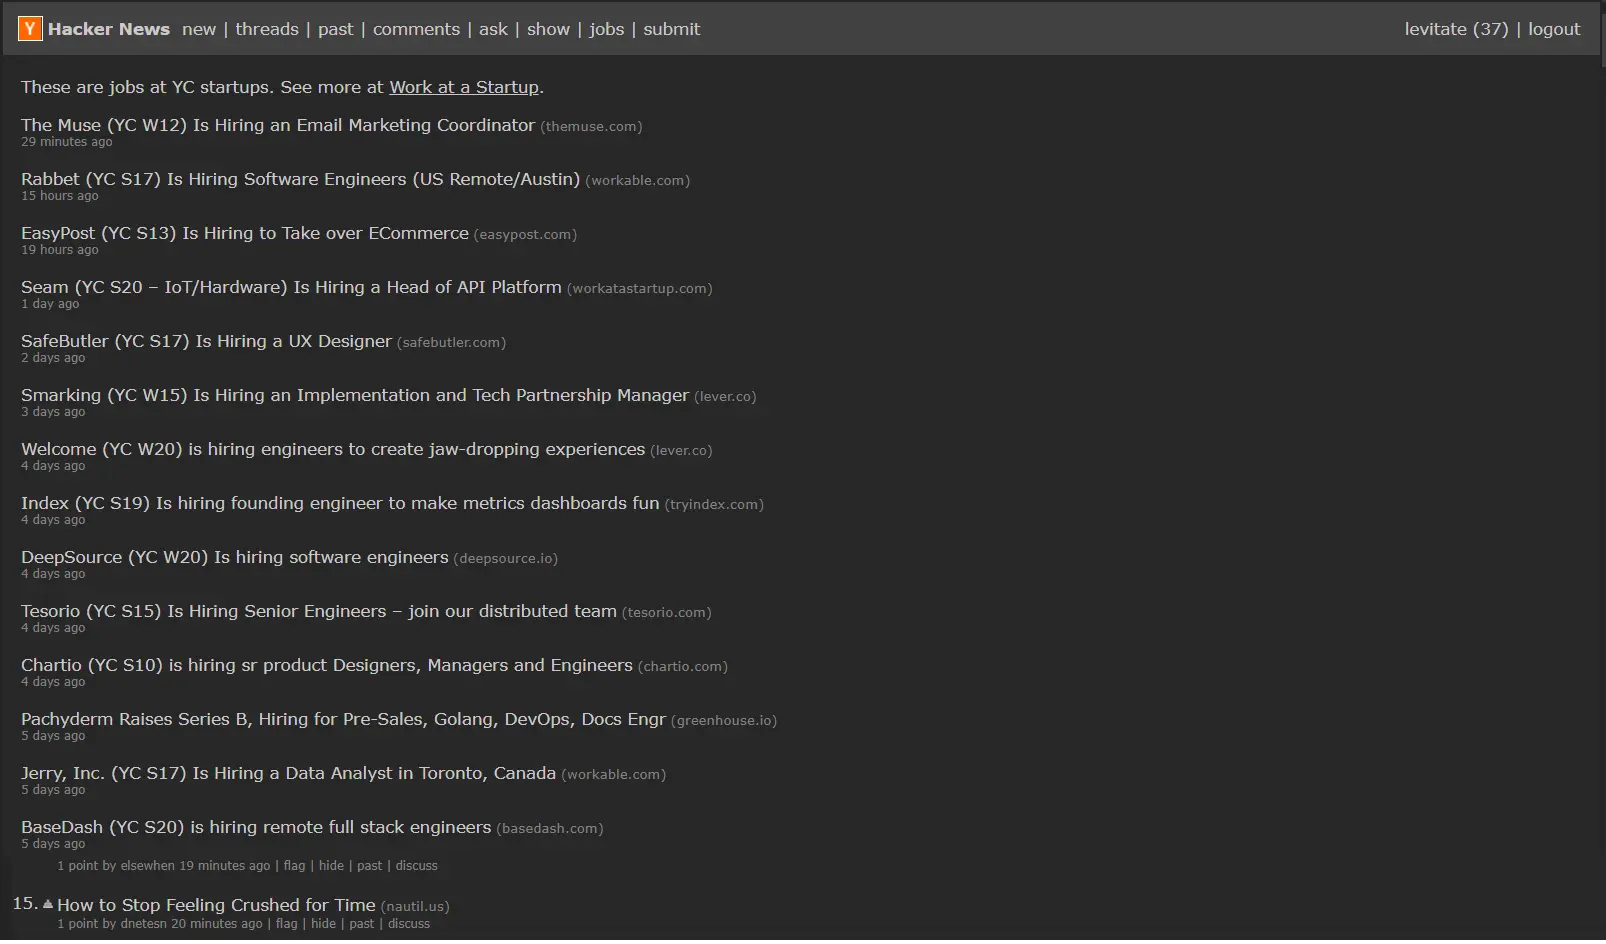 Y Hacker News new | threads | past | comments | ask | show | jobs | submit levitate (37) | logout
These are jobs at YC startups. See more at Work at a Startup.
The Muse (YC W12) Is Hiring an Email Marketing Coordinator (themuse.com)
29 minutes ago
Rabbet (YC S17) Is Hiring Software Engineers (US Remote/Austin) (workable.com)
15 hours ago
EasyPost (YC S13) Is Hiring to Take over ECommerce (easypost.com)
19 hours ago
Seam (YC S20 – IoT/Hardware) Is Hiring a Head of API Platform (workatastartup.com)
1 day ago
SafeButler (YC S17) Is Hiring a UX Designer (safebutler.com)
2 days ago
Smarking (YC W15) Is Hiring an Implementation and Tech Partnership Manager (lever.co)
3 days ago
Welcome (YC W20) is hiring engineers to create jaw-dropping experiences (lever.co)
4 days ago
Index (YC S19) Is hiring founding engineer to make metrics dashboards fun (tryindex.com)
4 days ago
DeepSource (YC W20) Is hiring software engineers (deepsource.io)
4 days ago
Tesorio (YC S15) Is Hiring Senior Engineers – join our distributed team (tesorio.com)
4 days ago
Chartio (YC S10) is hiring sr product Designers, Managers and Engineers (chartio.com)
4 days ago
Pachyderm Raises Series B, Hiring for Pre-Sales, Golang, DevOps, Docs Engr (greenhouse.io)
5 days ago
Jerry, Inc. (YC S17) Is Hiring a Data Analyst in Toronto, Canada (workable.com)
5 days ago
BaseDash (YC S20) is hiring remote full stack engineers (basedash.com)
5 days ago
1 point by elsewhen 19 minutes ago | flag | hide | past | discuss
15. How to Stop Feeling Crushed for Time (nautil.us)
1 point by dnetesn 20 minutes ago | flag | hide | past | discuss